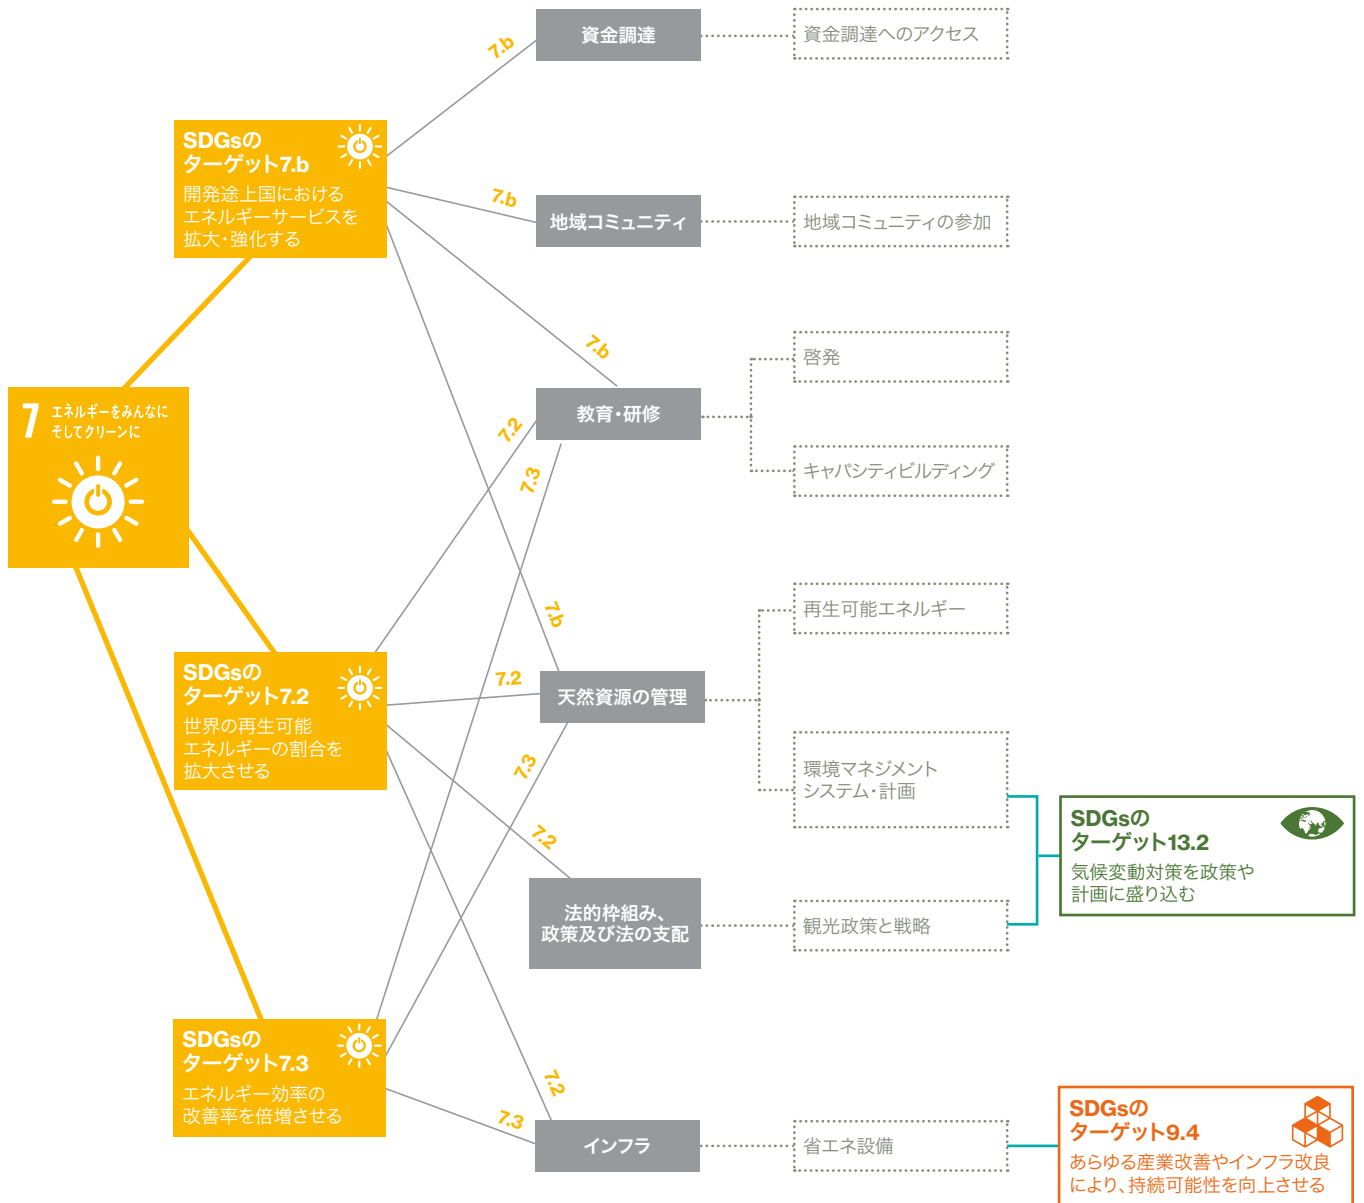 7 エネルギーをみんなに
そしてクリーンに
SDGsの
ターゲット7.b
開発途上国における
エネルギーサービスを
拡大・強化する
SDGsの
ターゲット7.2
世界の再生可能
エネルギーの割合を
拡大させる
SDGsの
ターゲット7.3
エネルギー効率の
改善率を倍増させる
7.b
7.b
7.b
7.2
7.3
7.b
7.2
7.3
7.2
7.2
7.3
資金調達
地域コミュニティ
教育・研修
天然資源の管理
法的枠組み、
政策及び法の支配
インフラ
資金調達へのアクセス
地域コミュニティの参加
啓発
キャパシティビルディング
再生可能エネルギー
環境マネジメント
システム・計画
観光政策と戦略
省エネ設備
SDGsの
ターゲット13.2
気候変動対策を政策や
計画に盛り込む
SDGsの
ターゲット9.4
あらゆる産業改善やインフラ改良
により、持続可能性を向上させる